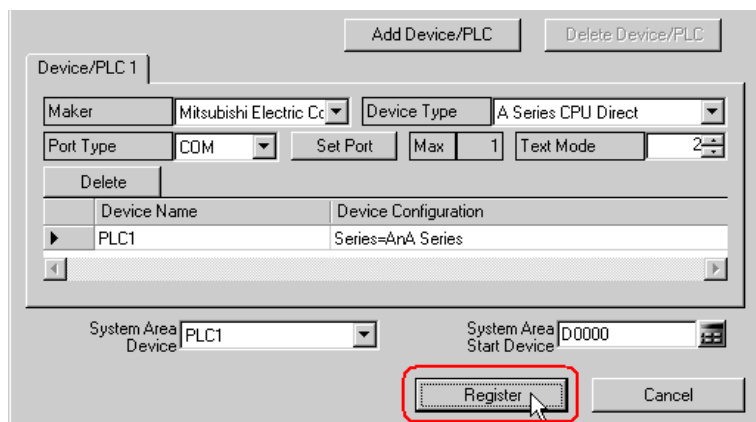 Add Device/PLC Delete Device/PLC
Device/PLC 1
Maker Mitsubishi Electric Co Device Type A Series CPU Direct
Port Type COM Set Port Max 1 Text Mode 2
Delete
Device Name Device Configuration
PLC1 Series=AnA Series
System Area Device PLC1 System Area Start Device D0000
Register Cancel